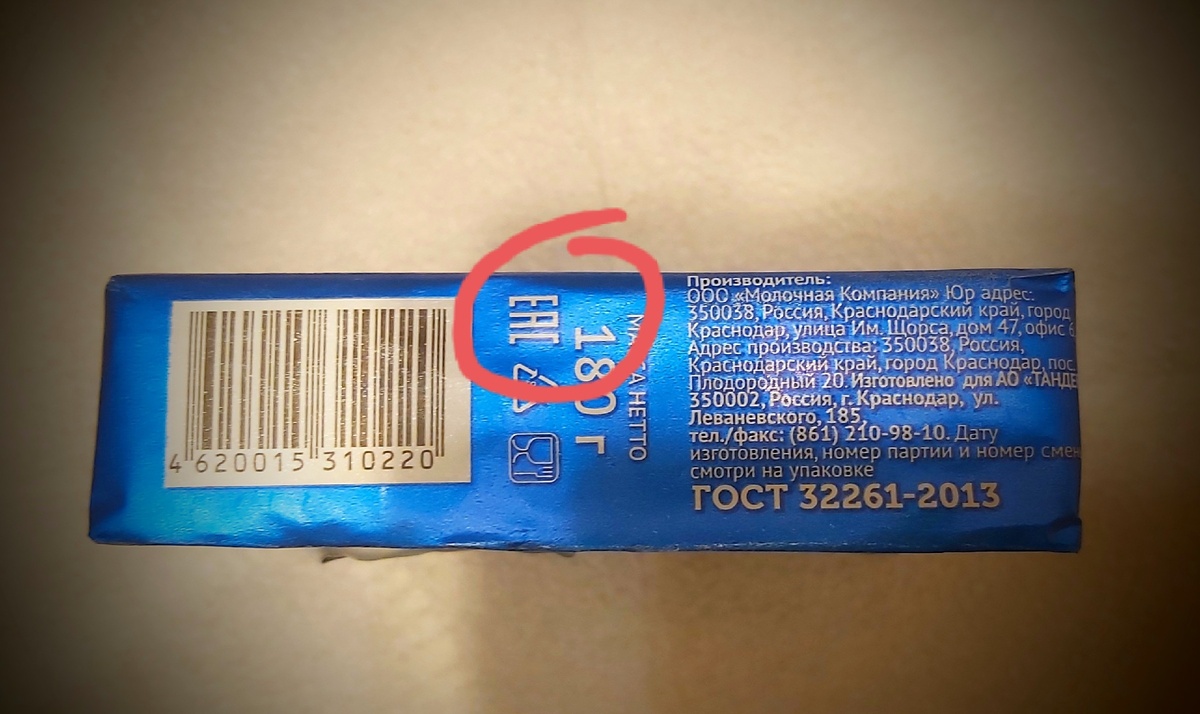 4 620015 310220
EAC
180 г
МАССА НЕТТО
Производитель:
ООО «Молочная Компания» Юр адрес:
350038, Россия, Краснодарский край, город
Краснодар, улица Им. Щорса, дом 47, офис 6
Адрес производства: 350038, Россия,
Краснодарский край, город Краснодар, пос.
Плодородный 20. Изготовлено для АО «ТАНДЕ
350002, Россия, г. Краснодар, ул.
Леваневского, 185,
тел./факс: (861) 210-98-10. Дату
изготовления, номер партии и номер смен
смотри на упаковке
ГОСТ 32261-2013